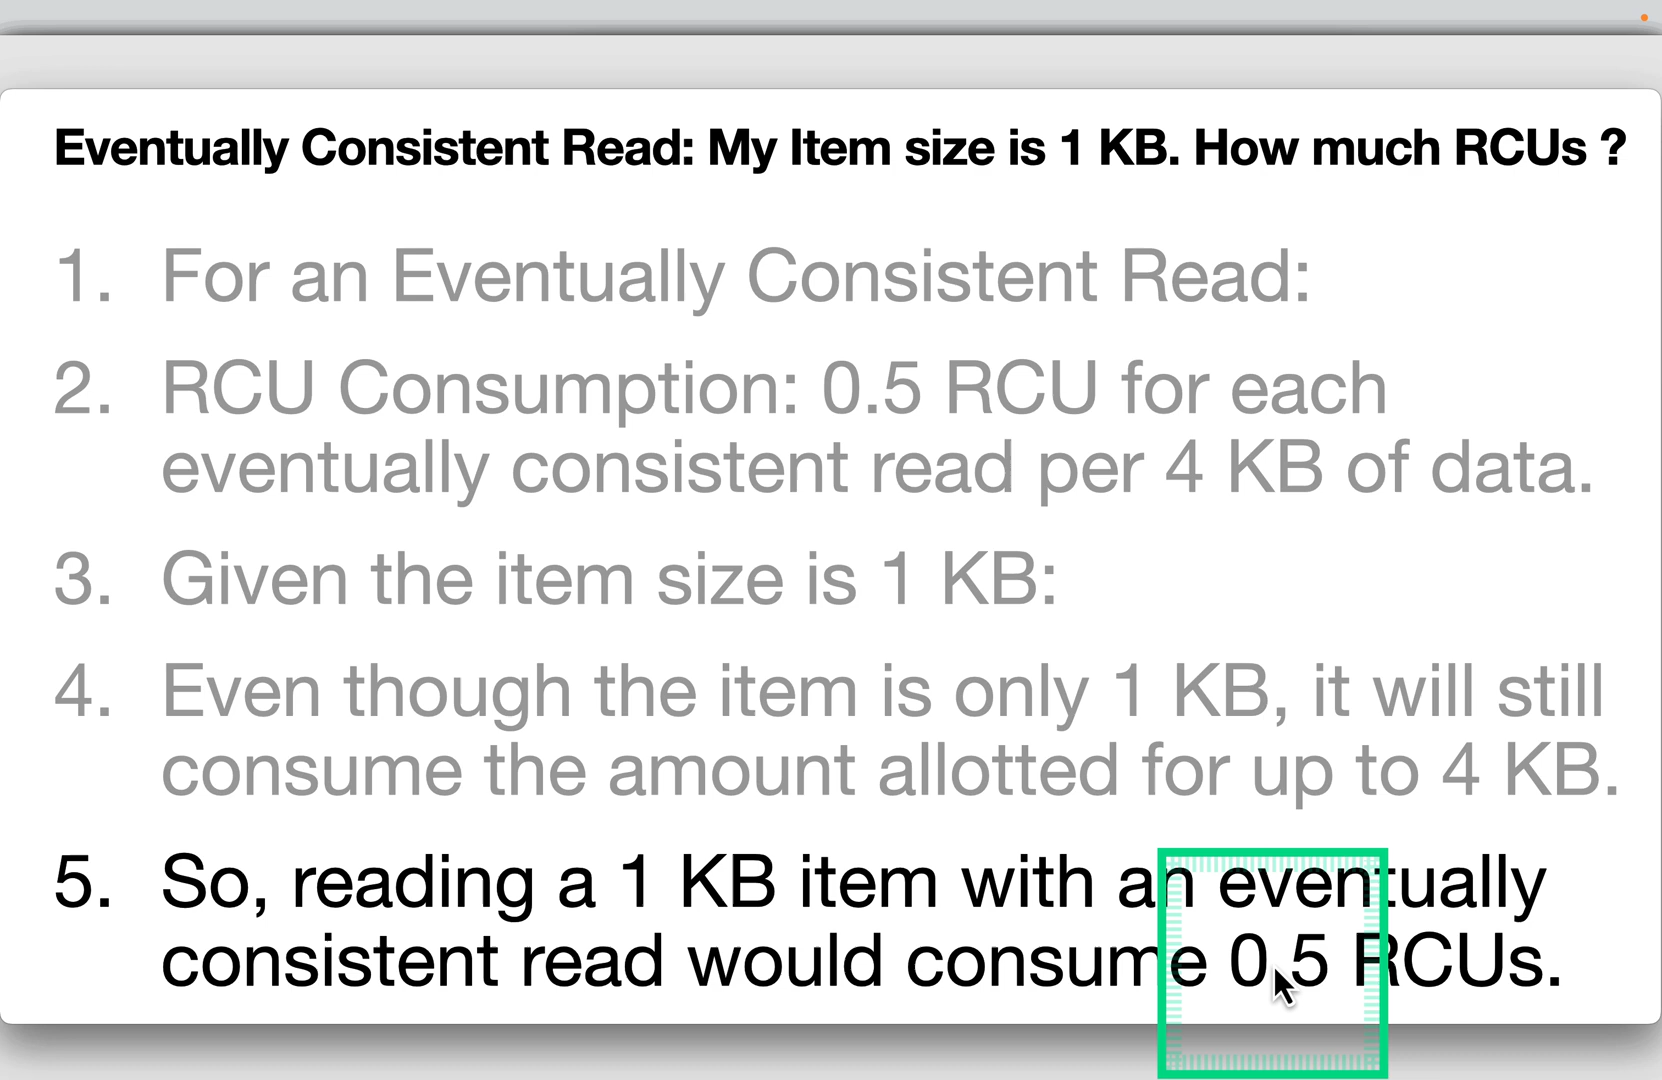 Eventually Consistent Read: My Item size is 1 KB. How much RCUs ?
1. For an Eventually Consistent Read:
2. RCU Consumption: 0.5 RCU for each
eventually consistent read per 4 KB of data.
3. Given the item size is 1 KB:
4. Even though the item is only 1 KB, it will still
consume the amount allotted for up to 4 KB.
5. So, reading a 1 KB item with an eventually
consistent read would consume 0.5 RCUs.